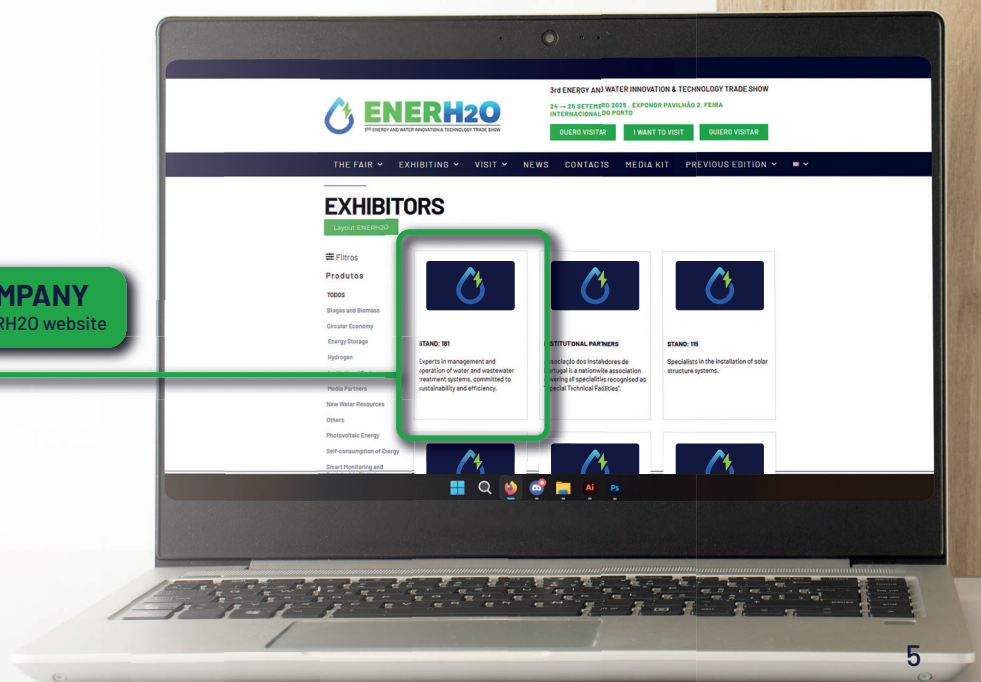 3rd ENERGY AND WATER INNOVATION & TECHNOLOGY TRADE SHOW
24 → 25 SETEMBRO 2025 . EXPONOR PAVILHÃO 2. FEIRA
INTERNACIONAL DO PORTO
ENERH2O
3RD ENERGY AND WATER INNOVATION & TECHNOLOGY TRADE SHOW
QUERO VISITAR I WANT TO VISIT QUIERO VISITAR
THE FAIR EXHIBITING VISIT NEWS CONTACTS MEDIA KIT PREVIOUS EDITION
EXHIBITORS
Layout ENERH2O
Filtros
Produtos
TODOS
Biogas and Biomass
Circular Economy
Energy Storage
Hydrogen
Media Partners
New Water Resources
Others
Photovoltaic Energy
Self-consumption of Energy
Smart Monitoring and
STAND: 181
Experts in management and
operation of water and wastewater
treatment systems, committed to
sustainability and efficiency.
INSTITUTIONAL PARTNERS
Associação dos Instaladores de
Portugal is a nationwide association
covering all specialities recognised as
"Special Technical Facilities".
STAND: 115
Specialists in the installation of solar
structure systems.
MPANY
RH2O website
Ai Ps
5